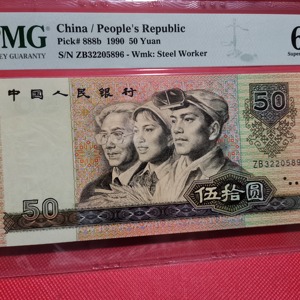 PMG
China / People's Republic
Pick# 888b 1990 50 Yuan
S/N ZB32205896 - Wmk: Steel Worker
中国人民银行
50
ZB3220589
伍拾圆
50